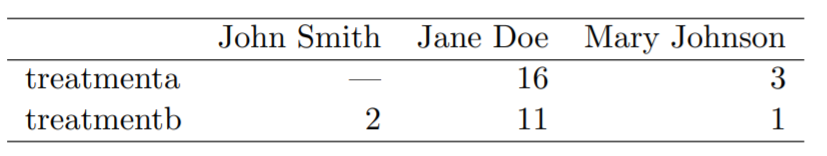 John Smith Jane Doe Mary Johnson
treatmenta — 16 3
treatmentb 2 11 1